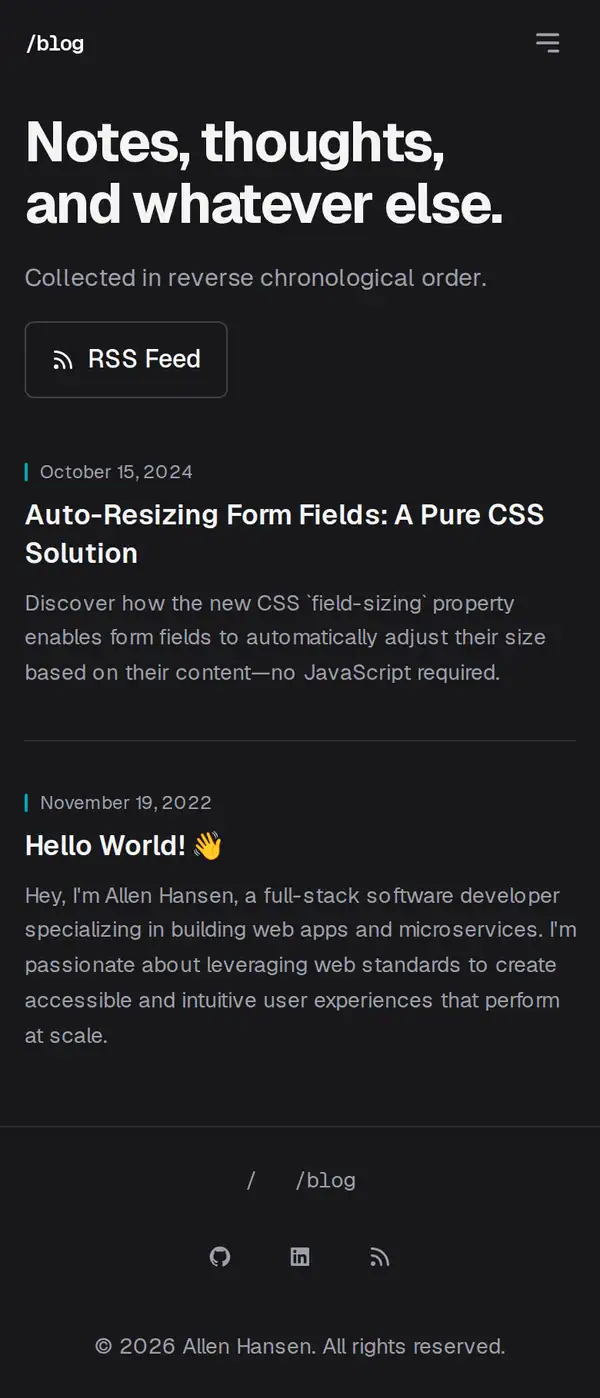 /blog
Notes, thoughts,
and whatever else.
Collected in reverse chronological order.
RSS Feed
October 15, 2024
Auto-Resizing Form Fields: A Pure CSS
Solution
Discover how the new CSS `field-sizing` property
enables form fields to automatically adjust their size
based on their content—no JavaScript required.
November 19, 2022
Hello World! 👋
Hey, I'm Allen Hansen, a full-stack software developer
specializing in building web apps and microservices. I'm
passionate about leveraging web standards to create
accessible and intuitive user experiences that perform
at scale.
/ /blog
in
© 2026 Allen Hansen. All rights reserved.